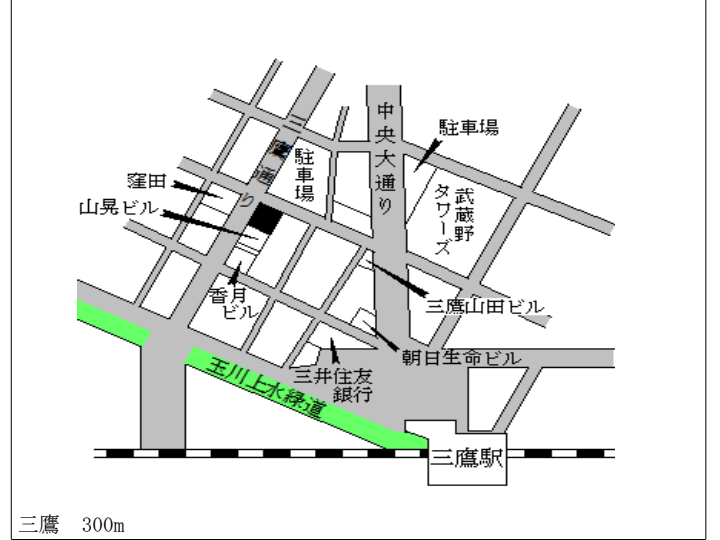 中央大通り
三鷹通り
駐車場
駐車場
窪田
山晃ビル
武蔵野
タワーズ
香月
ビル
三鷹山田ビル
朝日生命ビル
三井住友
銀行
玉川上水緑道
三鷹駅
三鷹　300m